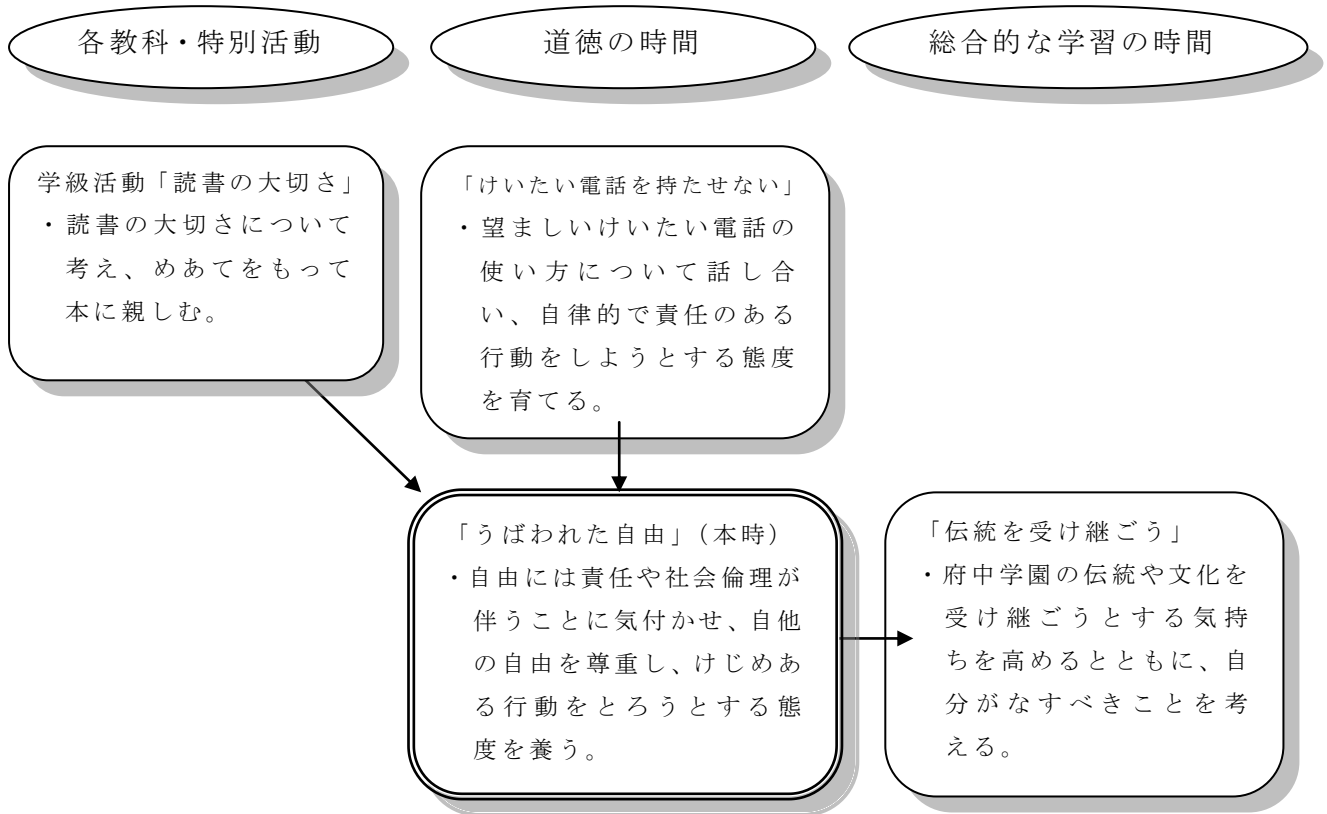 各教科・特別活動
道徳の時間
総合的な学習の時間
学級活動「読書の大切さ」
・読書の大切さについて
考え、めあてをもって
本に親しむ。
「けいたい電話を持たせない」
・望ましいけいたい電話の
使い方について話し合
い、自律的で責任のある
行動をしようとする態度
を育てる。
「うばわれた自由」（本時）
・自由には責任や社会倫理が
伴うことに気付かせ、自他
の自由を尊重し、けじめあ
る行動をとろうとする態
度を養う。
「伝統を受け継ごう」
・府中学園の伝統や文化を
受け継ごうとする気持
ちを高めるとともに、自
分がなすべきことを考
える。